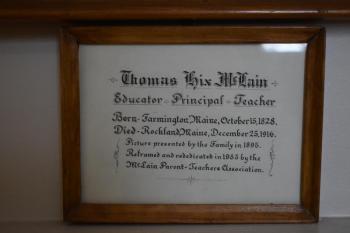 Thomas Hix McLain
Educator - Principal - Teacher
Born-Farmington, Maine, October 15, 1828.
Died-Rockland, Maine, December 25, 1916.
Picture presented by the Family in 1895.
Reframed and rededicated in 1985 by the
McLain Parent-Teachers Association.